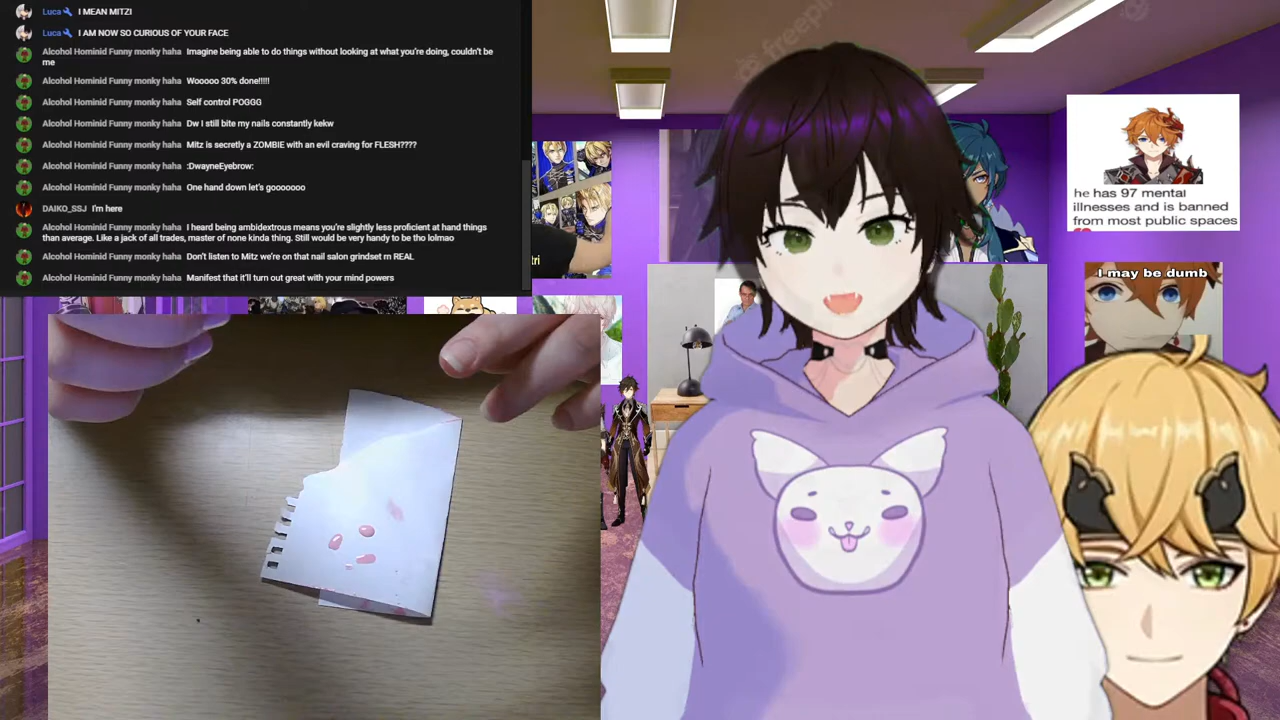 Luca I MEAN MITZI
Luca I AM NOW SO CURIOUS OF YOUR FACE
Alcohol Hominid Funny monky haha Imagine being able to do things without looking at what you're doing, couldn't be
me
Alcohol Hominid Funny monky haha Wooooo 30% done!!!!!
Alcohol Hominid Funny monky haha Self control POGGG
Alcohol Hominid Funny monky haha Dw I still bite my nails constantly kekw
Alcohol Hominid Funny monky haha Mitz is secretly a ZOMBIE with an evil craving for FLESH????
Alcohol Hominid Funny monky haha :DwayneEyebrow:
Alcohol Hominid Funny monky haha One hand down let's gooooooo
DAIKO_SSJ I'm here
Alcohol Hominid Funny monky haha I heard being ambidextrous means you're slightly less proficient at hand things
than average. Like a jack of all trades, master of none kinda thing. Still would be very handy to be tho lolmao
Alcohol Hominid Funny monky haha Don't listen to Mitz we're on that nail salon grindset rn REAL
Alcohol Hominid Funny monky haha Manifest that it'll turn out great with your mind powers
he has 97 mental
illnesses and is banned
from most public spaces
I may be dumb